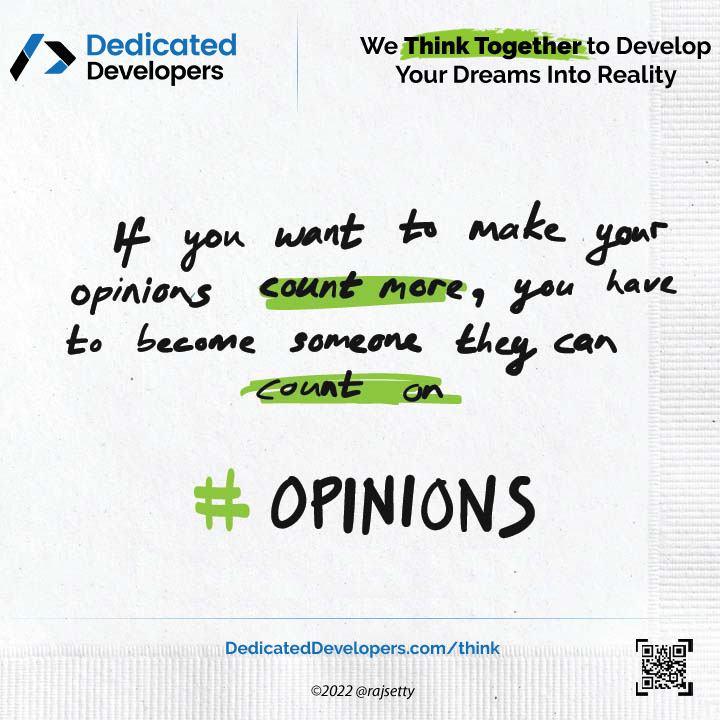 Dedicated
Developers
We Think Together to Develop
Your Dreams Into Reality
If you want to make your
opinions count more, you have
to become someone they can
count on
# OPINIONS
DedicatedDevelopers.com/think
©2022 @rajsetty